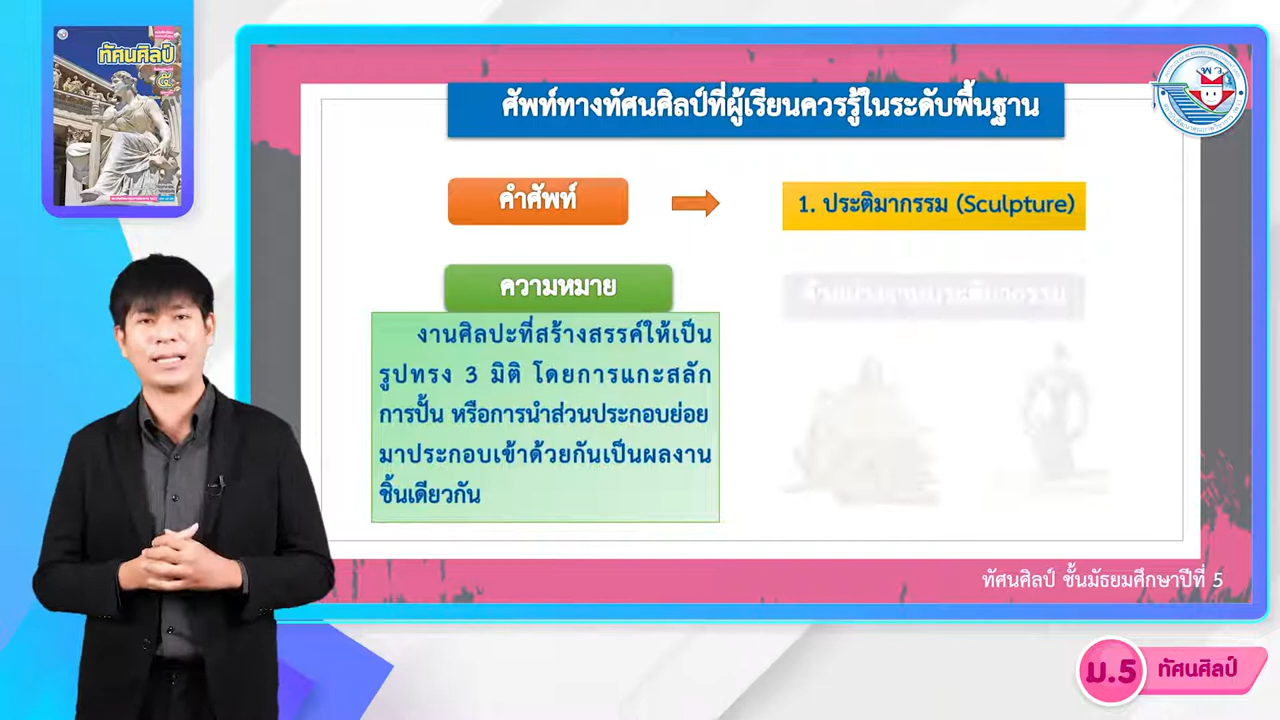 ทัศนศิลป์
๕
ศัพท์ทางทัศนศิลป์ที่ผู้เรียนควรรู้ในระดับพื้นฐาน
พว
คำศัพท์
1. ประติมากรรม (Sculpture)
ความหมาย
งานศิลปะที่สร้างสรรค์ให้เป็น
รูปทรง 3 มิติ โดยการแกะสลัก
การปั้น หรือการนำส่วนประกอบย่อย
มาประกอบเข้าด้วยกันเป็นผลงาน
ชิ้นเดียวกัน
ทัศนศิลป์ ชั้นมัธยมศึกษาปีที่ 5
ม.5 ทัศนศิลป์